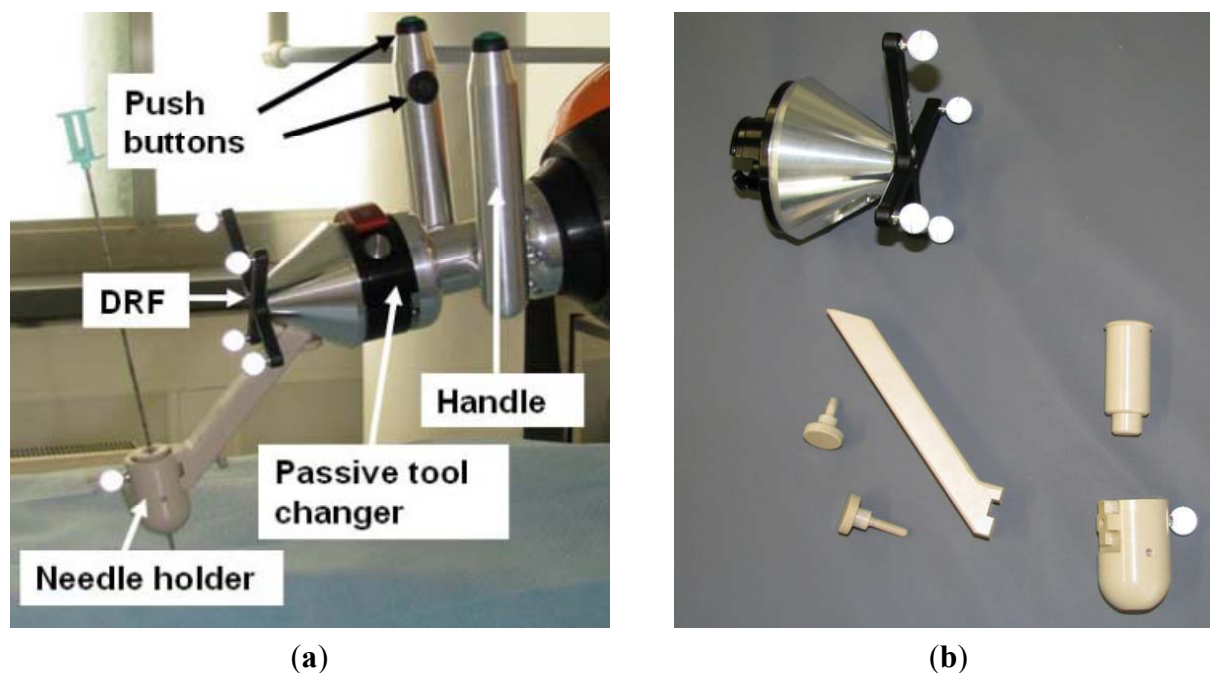 Push
buttons
DRF
Handle
Passive tool
changer
Needle holder
(a)
(b)